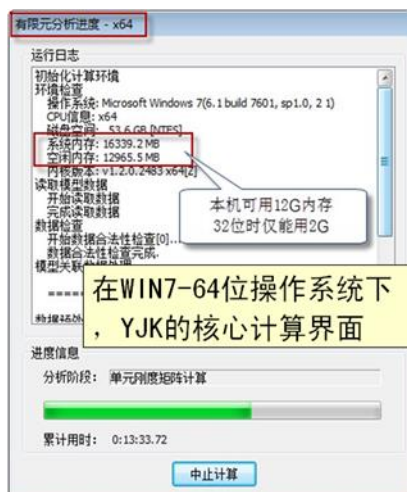 有限元分析进度 - x64
运行日志
初始化计算环境
环境检查
操作系统: Microsoft Windows 7(6.1 build 7601, sp1.0, 2 1)
CPU信息: x64
磁盘空间: 53.6 GB [NTFS]
系统内存: 16339.2 MB
空闲内存: 12965.5 MB
内核版本: v1.2.0.2483 x64[Z]
读取模型数据
开始读取数据
完成读取数据
数据检查
开始数据合法性检查[0]...
数据合法性检查完成.
本机可用12G内存
32位时仅能用2G
模型关联数据处理
=====
在WIN7-64位操作系统下
，YJK的核心计算界面
进度信息
分析阶段: 单元刚度矩阵计算
累计用时: 0:13:33.72
中止计算